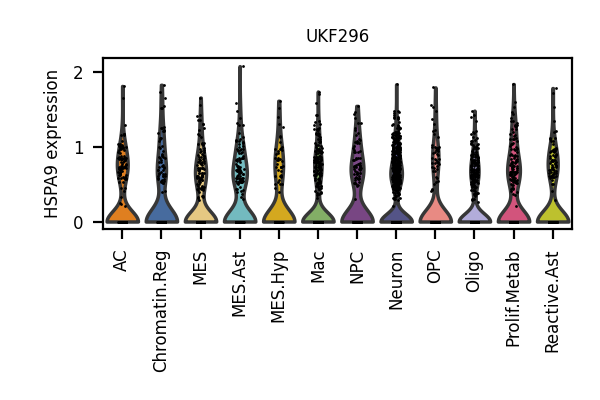 UKF296
HSPA9 expression
2
1
0
AC
Chromatin.Reg
MES
MES.Ast
MES.Hyp
Mac
NPC
Neuron
OPC
Oligo
Prolif.Metab
Reactive.Ast